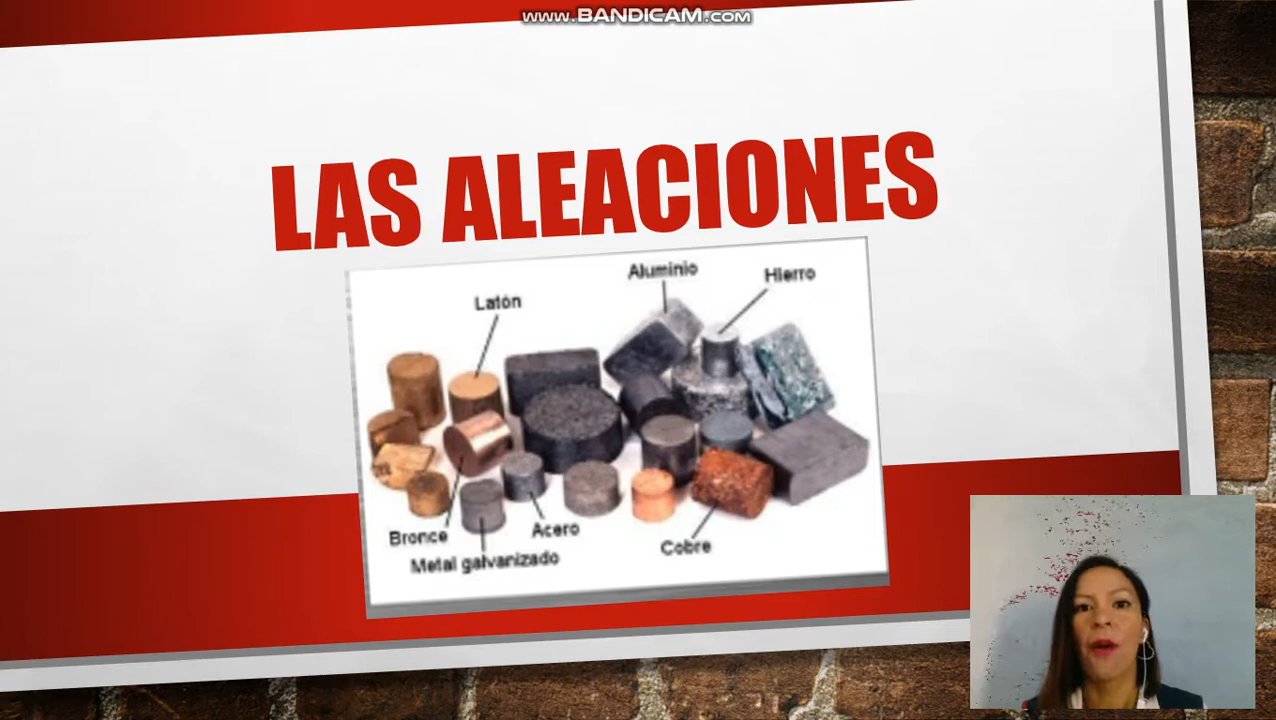 www.BANDICAM.com
LAS ALEACIONES
Aluminio
Hierro
Latón
Bronce
Acero
Metal galvanizado
Cobre